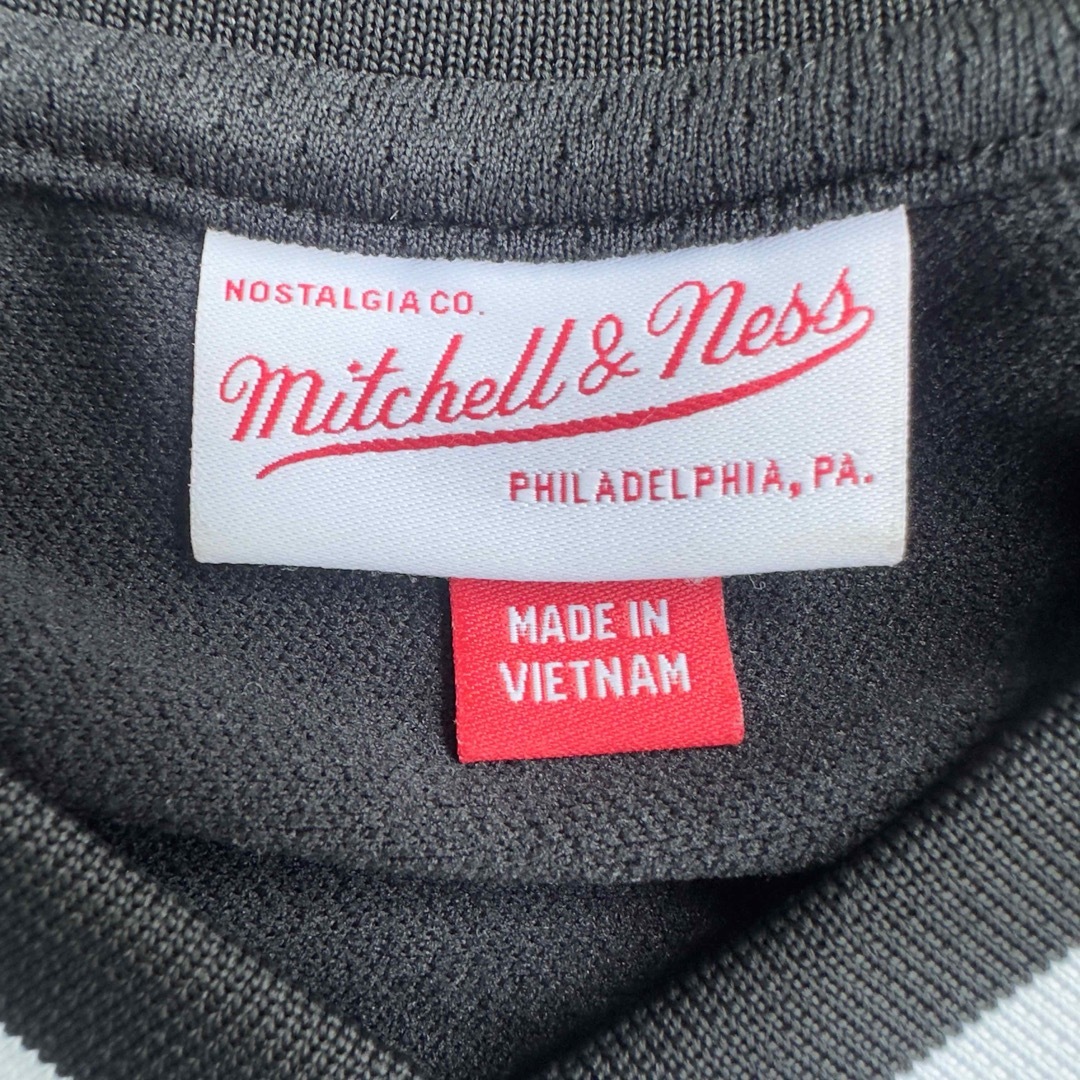 NOSTALGIA CO.
Mitchell & Ness
PHILADELPHIA, PA.
MADE IN
VIETNAM